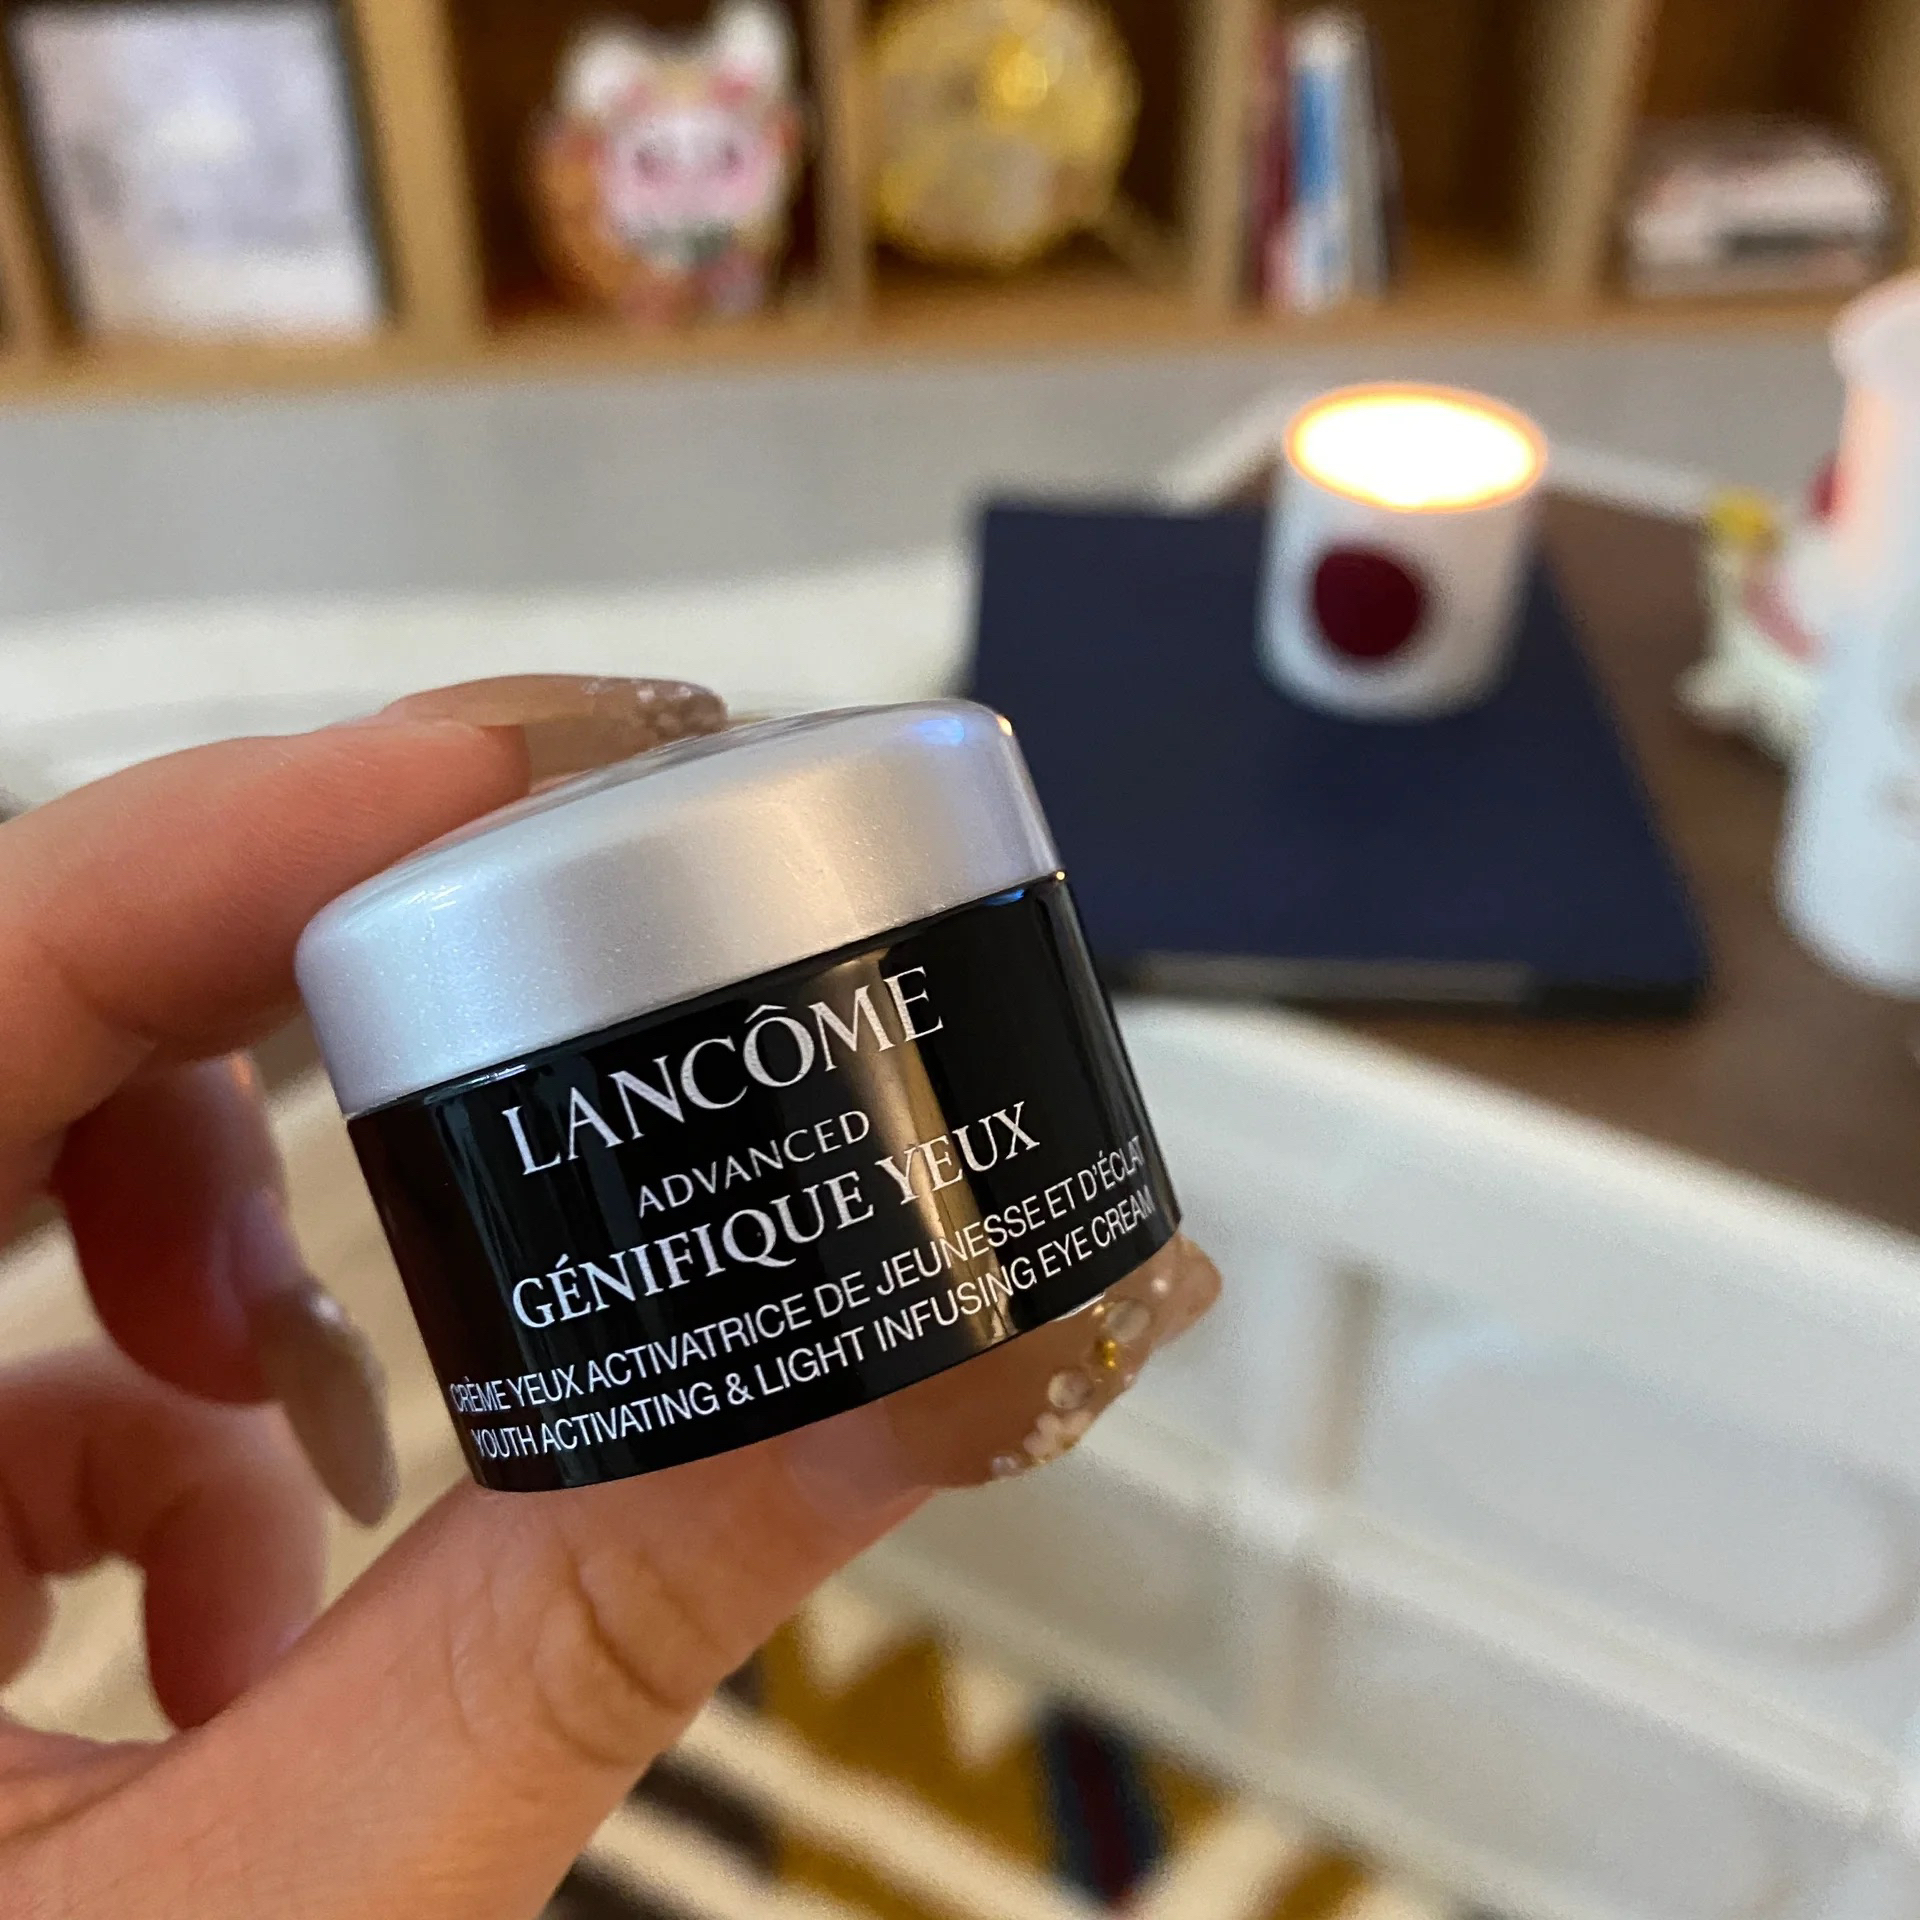 LANCÔME
ADVANCED
GÉNIFIQUE YEUX
CRÈME YEUX ACTIVATRICE DE JEUNESSE ET D'ÉCLAT
YOUTH ACTIVATING & LIGHT INFUSING EYE CREAM